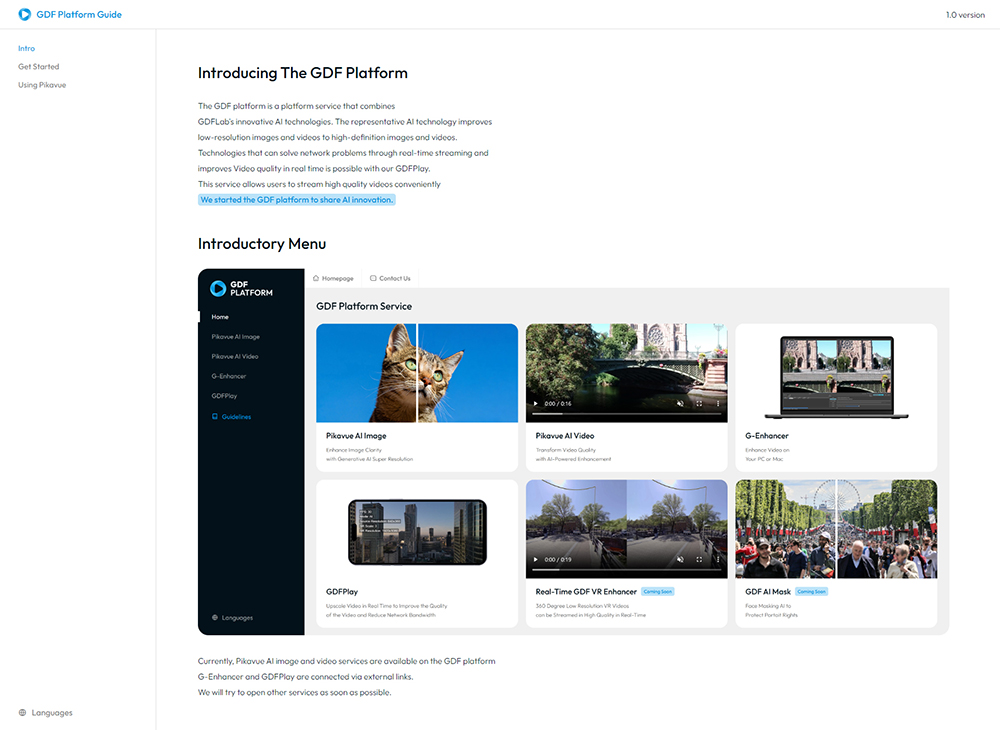 GDF Platform Guide
1.0 version
Intro
Get Started
Using Pikavue
Languages
Introducing The GDF Platform
The GDF platform is a platform service that combines
GDFLab's innovative AI technologies. The representative AI technology improves
low-resolution images and videos to high-definition images and videos.
Technologies that can solve network problems through real-time streaming and
improves Video quality in real time is possible with our GDFPlay.
This service allows users to stream high quality videos conveniently
We started the GDF platform to share AI innovation.
Introductory Menu
GDF
PLATFORM
Home
Pikavue AI Image
Pikavue AI Video
G-Enhancer
GDFPlay
Guidelines
Languages
Homepage
Contact Us
GDF Platform Service
Pikavue AI Image
Enhance Image Clarity
with Generative AI Super Resolution
0:00 / 0:16
Pikavue AI Video
Transform Video Quality
with AI-Powered Enhancement
G-Enhancer
Enhance Video on
Your PC or Mac
GDFPlay
Upscale Video in Real Time to Improve the Quality
of the Video and Reduce Network Bandwidth
0:00 / 0:19
Real-Time GDF VR Enhancer
Coming Soon
360 Degree Low Resolution VR Videos
can be Streamed in High Quality in Real-Time
GDF AI Mask
Coming Soon
Face Masking AI to
Protect Portait Rights
Currently, Pikavue AI image and video services are available on the GDF platform
G-Enhancer and GDFPlay are connected via external links.
We will try to open other services as soon as possible.